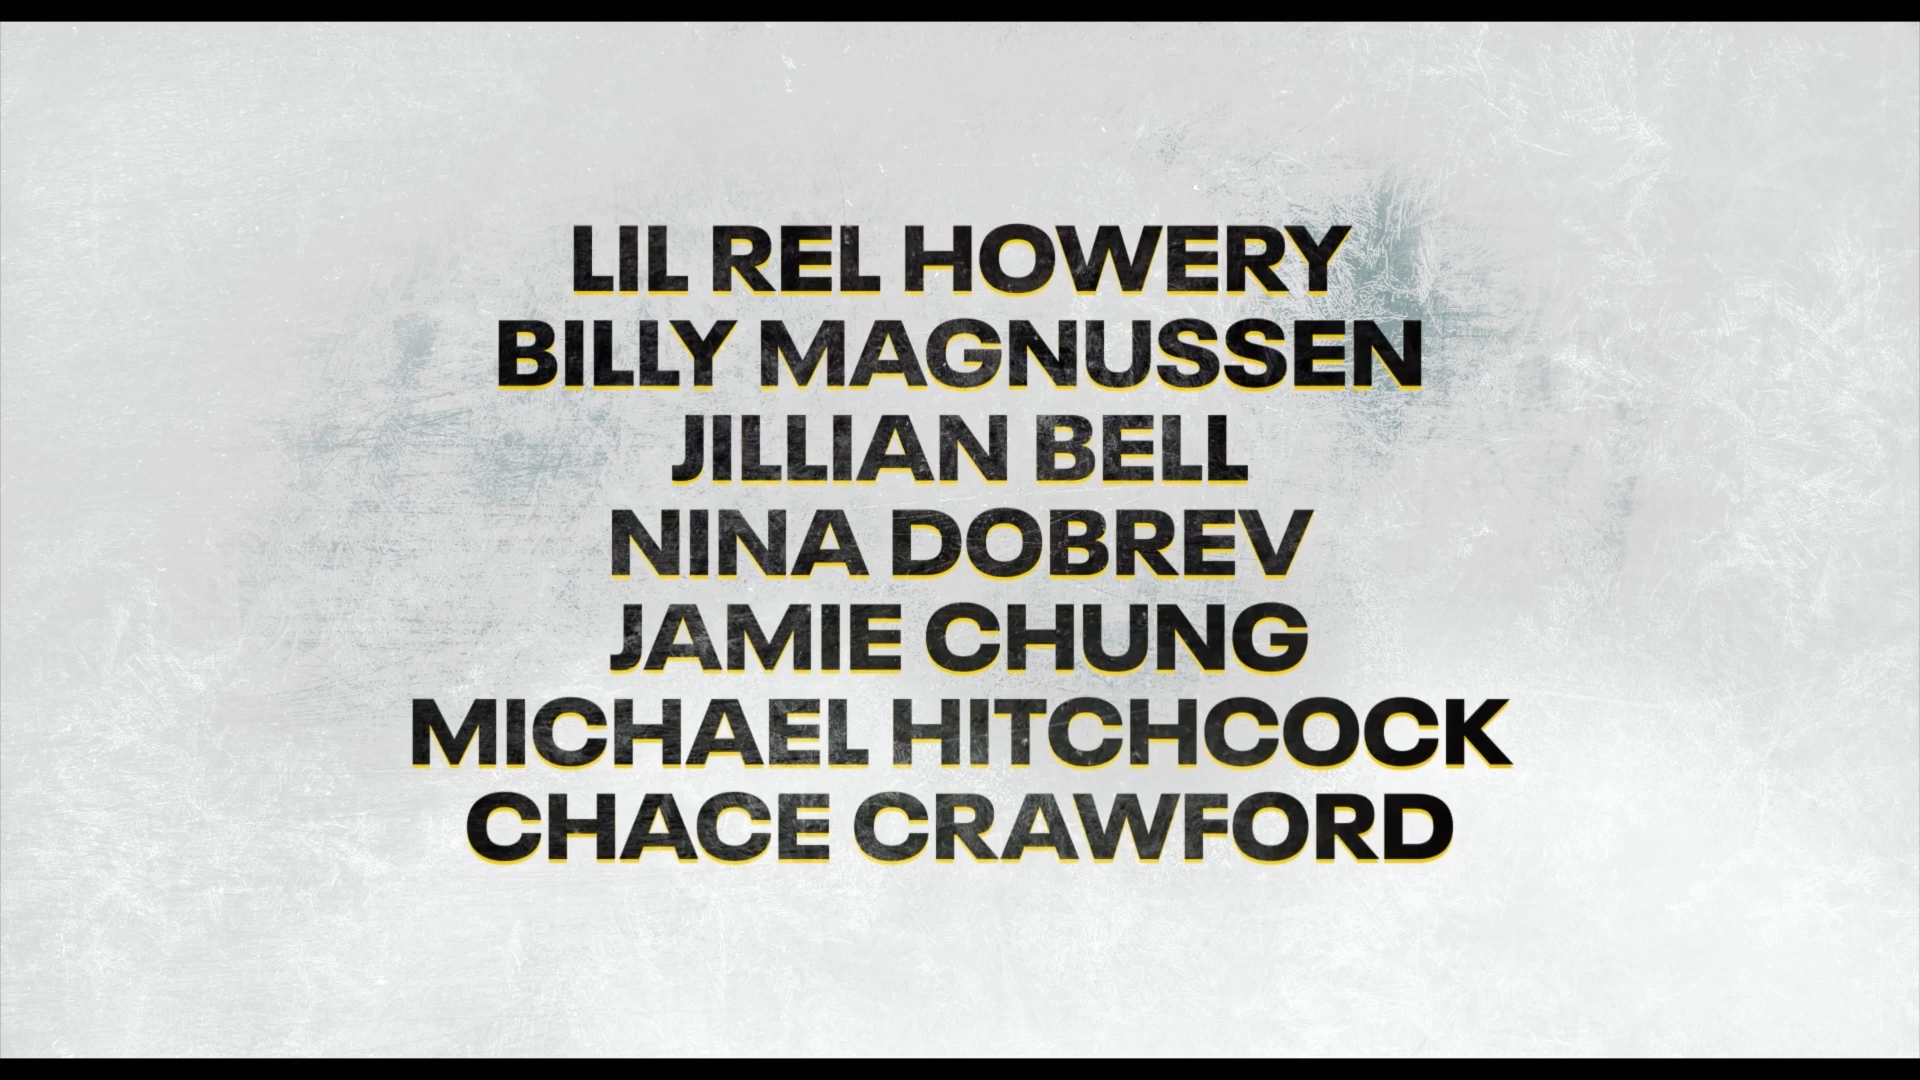 LIL REL HOWERY
BILLY MAGNUSSEN
JILLIAN BELL
NINA DOBREV
JAMIE CHUNG
MICHAEL HITCHCOCK
CHACE CRAWFORD